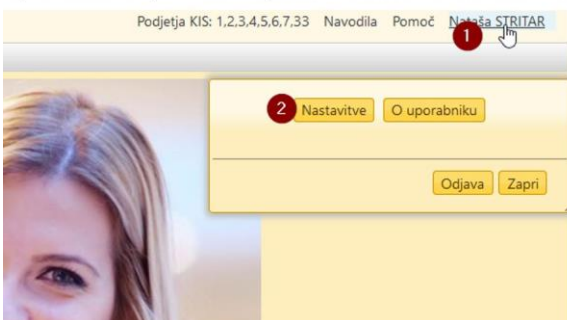 Podjetja KIS: 1,2,3,4,5,6,7,33 Navodila Pomoč Nataša STRITAR
1
2 Nastavitve O uporabniku
Odjava Zapri